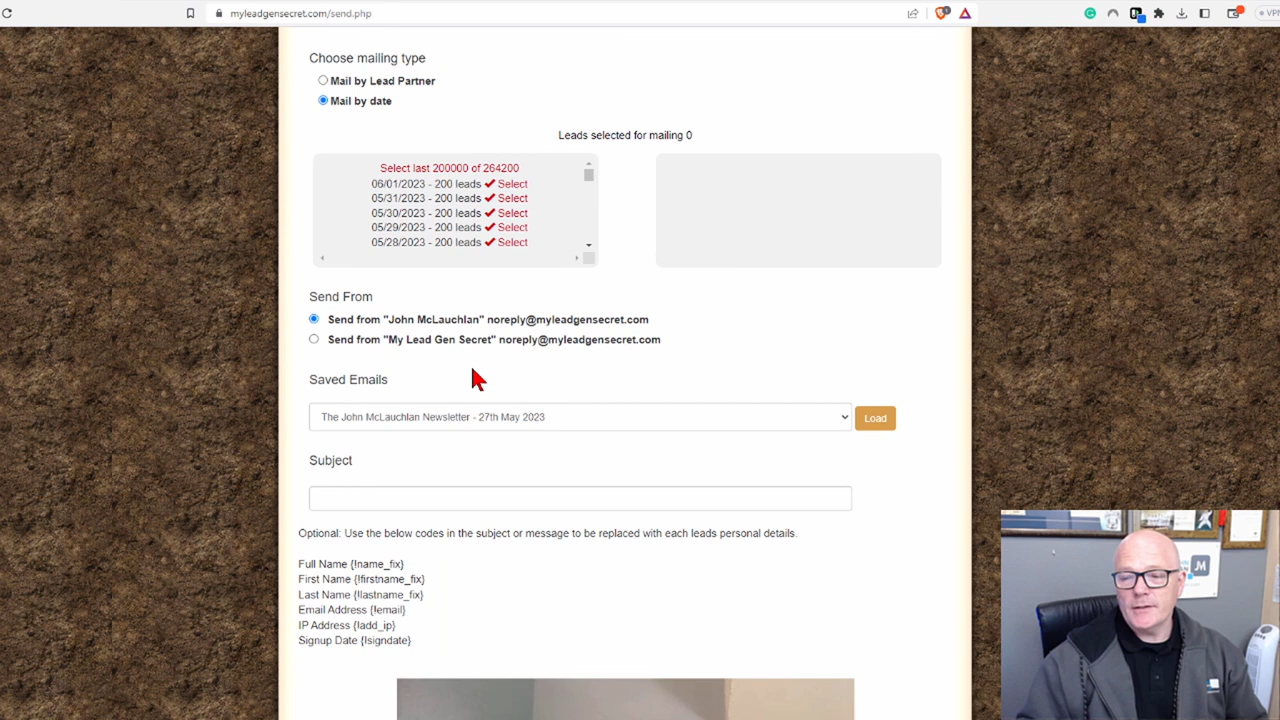 myleadgensecret.com/send.php
VPN
Choose mailing type
Mail by Lead Partner
Mail by date
Leads selected for mailing 0
Select last 200000 of 264200
06/01/2023 - 200 leads ✔ Select
05/31/2023 - 200 leads ✔ Select
05/30/2023 - 200 leads ✔ Select
05/29/2023 - 200 leads ✔ Select
05/28/2023 - 200 leads ✔ Select
Send From
Send from "John McLauchlan" noreply@myleadgensecret.com
Send from "My Lead Gen Secret" noreply@myleadgensecret.com
Saved Emails
The John McLauchlan Newsletter - 27th May 2023
Load
Subject
Optional: Use the below codes in the subject or message to be replaced with each leads personal details.
Full Name {!name_fix}
First Name {!firstname_fix}
Last Name {!lastname_fix}
Email Address {!email}
IP Address {!add_ip}
Signup Date {!signdate}
JM